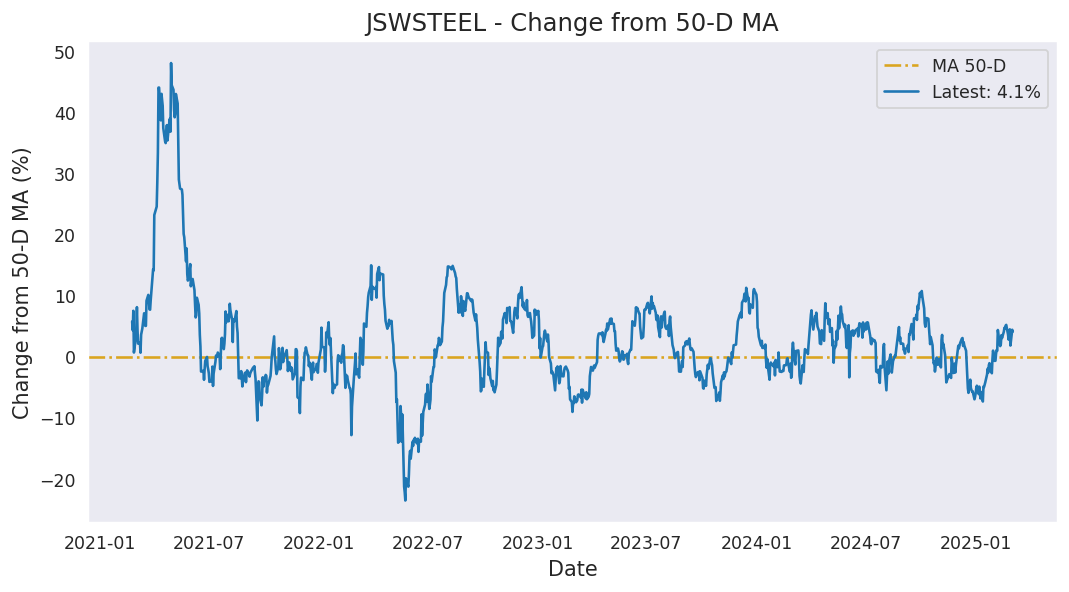 JSWSTEEL - Change from 50-D MA
MA 50-D
Latest: 4.1%
Change from 50-D MA (%)
50
40
30
20
10
0
−10
−20
2021-01 2021-07 2022-01 2022-07 2023-01 2023-07 2024-01 2024-07 2025-01
Date